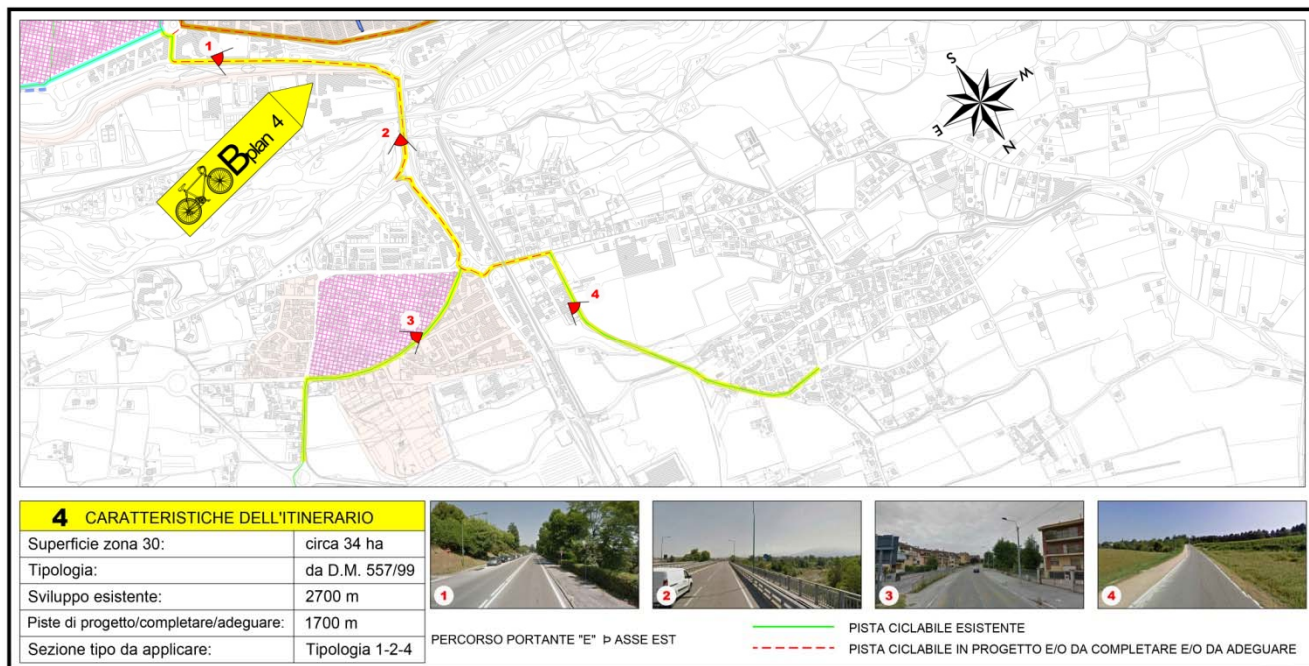 1
2
3
4
B plan 4
S
W
E
N
4 CARATTERISTICHE DELL'ITINERARIO
Superficie zona 30: circa 34 ha
Tipologia: da D.M. 557/99
Sviluppo esistente: 2700 m
Piste di progetto/completare/adeguare: 1700 m
Sezione tipo da applicare: Tipologia 1-2-4
1
2
3
4
PERCORSO PORTANTE "E" Þ ASSE EST
PISTA CICLABILE ESISTENTE
PISTA CICLABILE IN PROGETTO E/O DA COMPLETARE E/O DA ADEGUARE